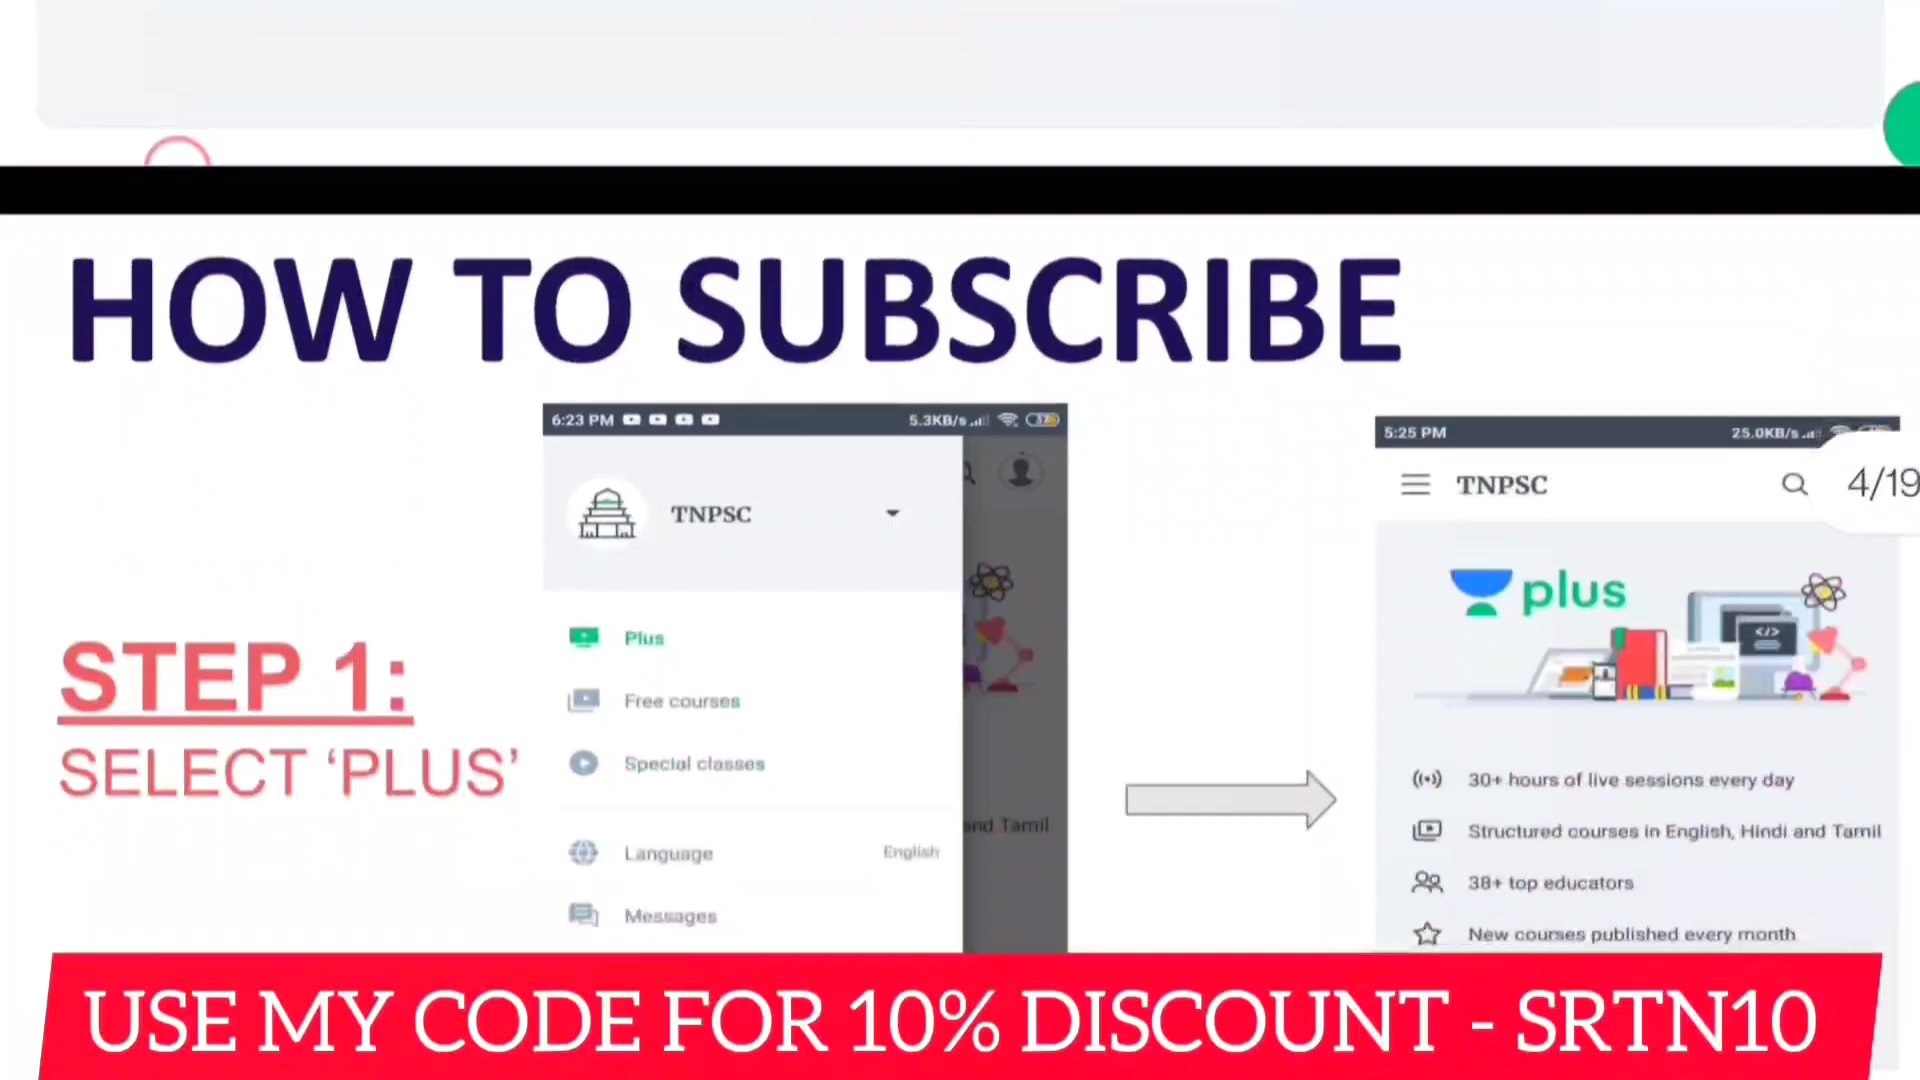 HOW TO SUBSCRIBE
STEP 1:
SELECT ‘PLUS’
6:23 PM
5.3KB/s
37
TNPSC
Plus
Free courses
Special classes
Language
English
Messages
and Tamil
5:25 PM
25.0KB/s
TNPSC
4/19
plus
</>
30+ hours of live sessions every day
Structured courses in English, Hindi and Tamil
38+ top educators
New courses published every month
USE MY CODE FOR 10% DISCOUNT - SRTN10